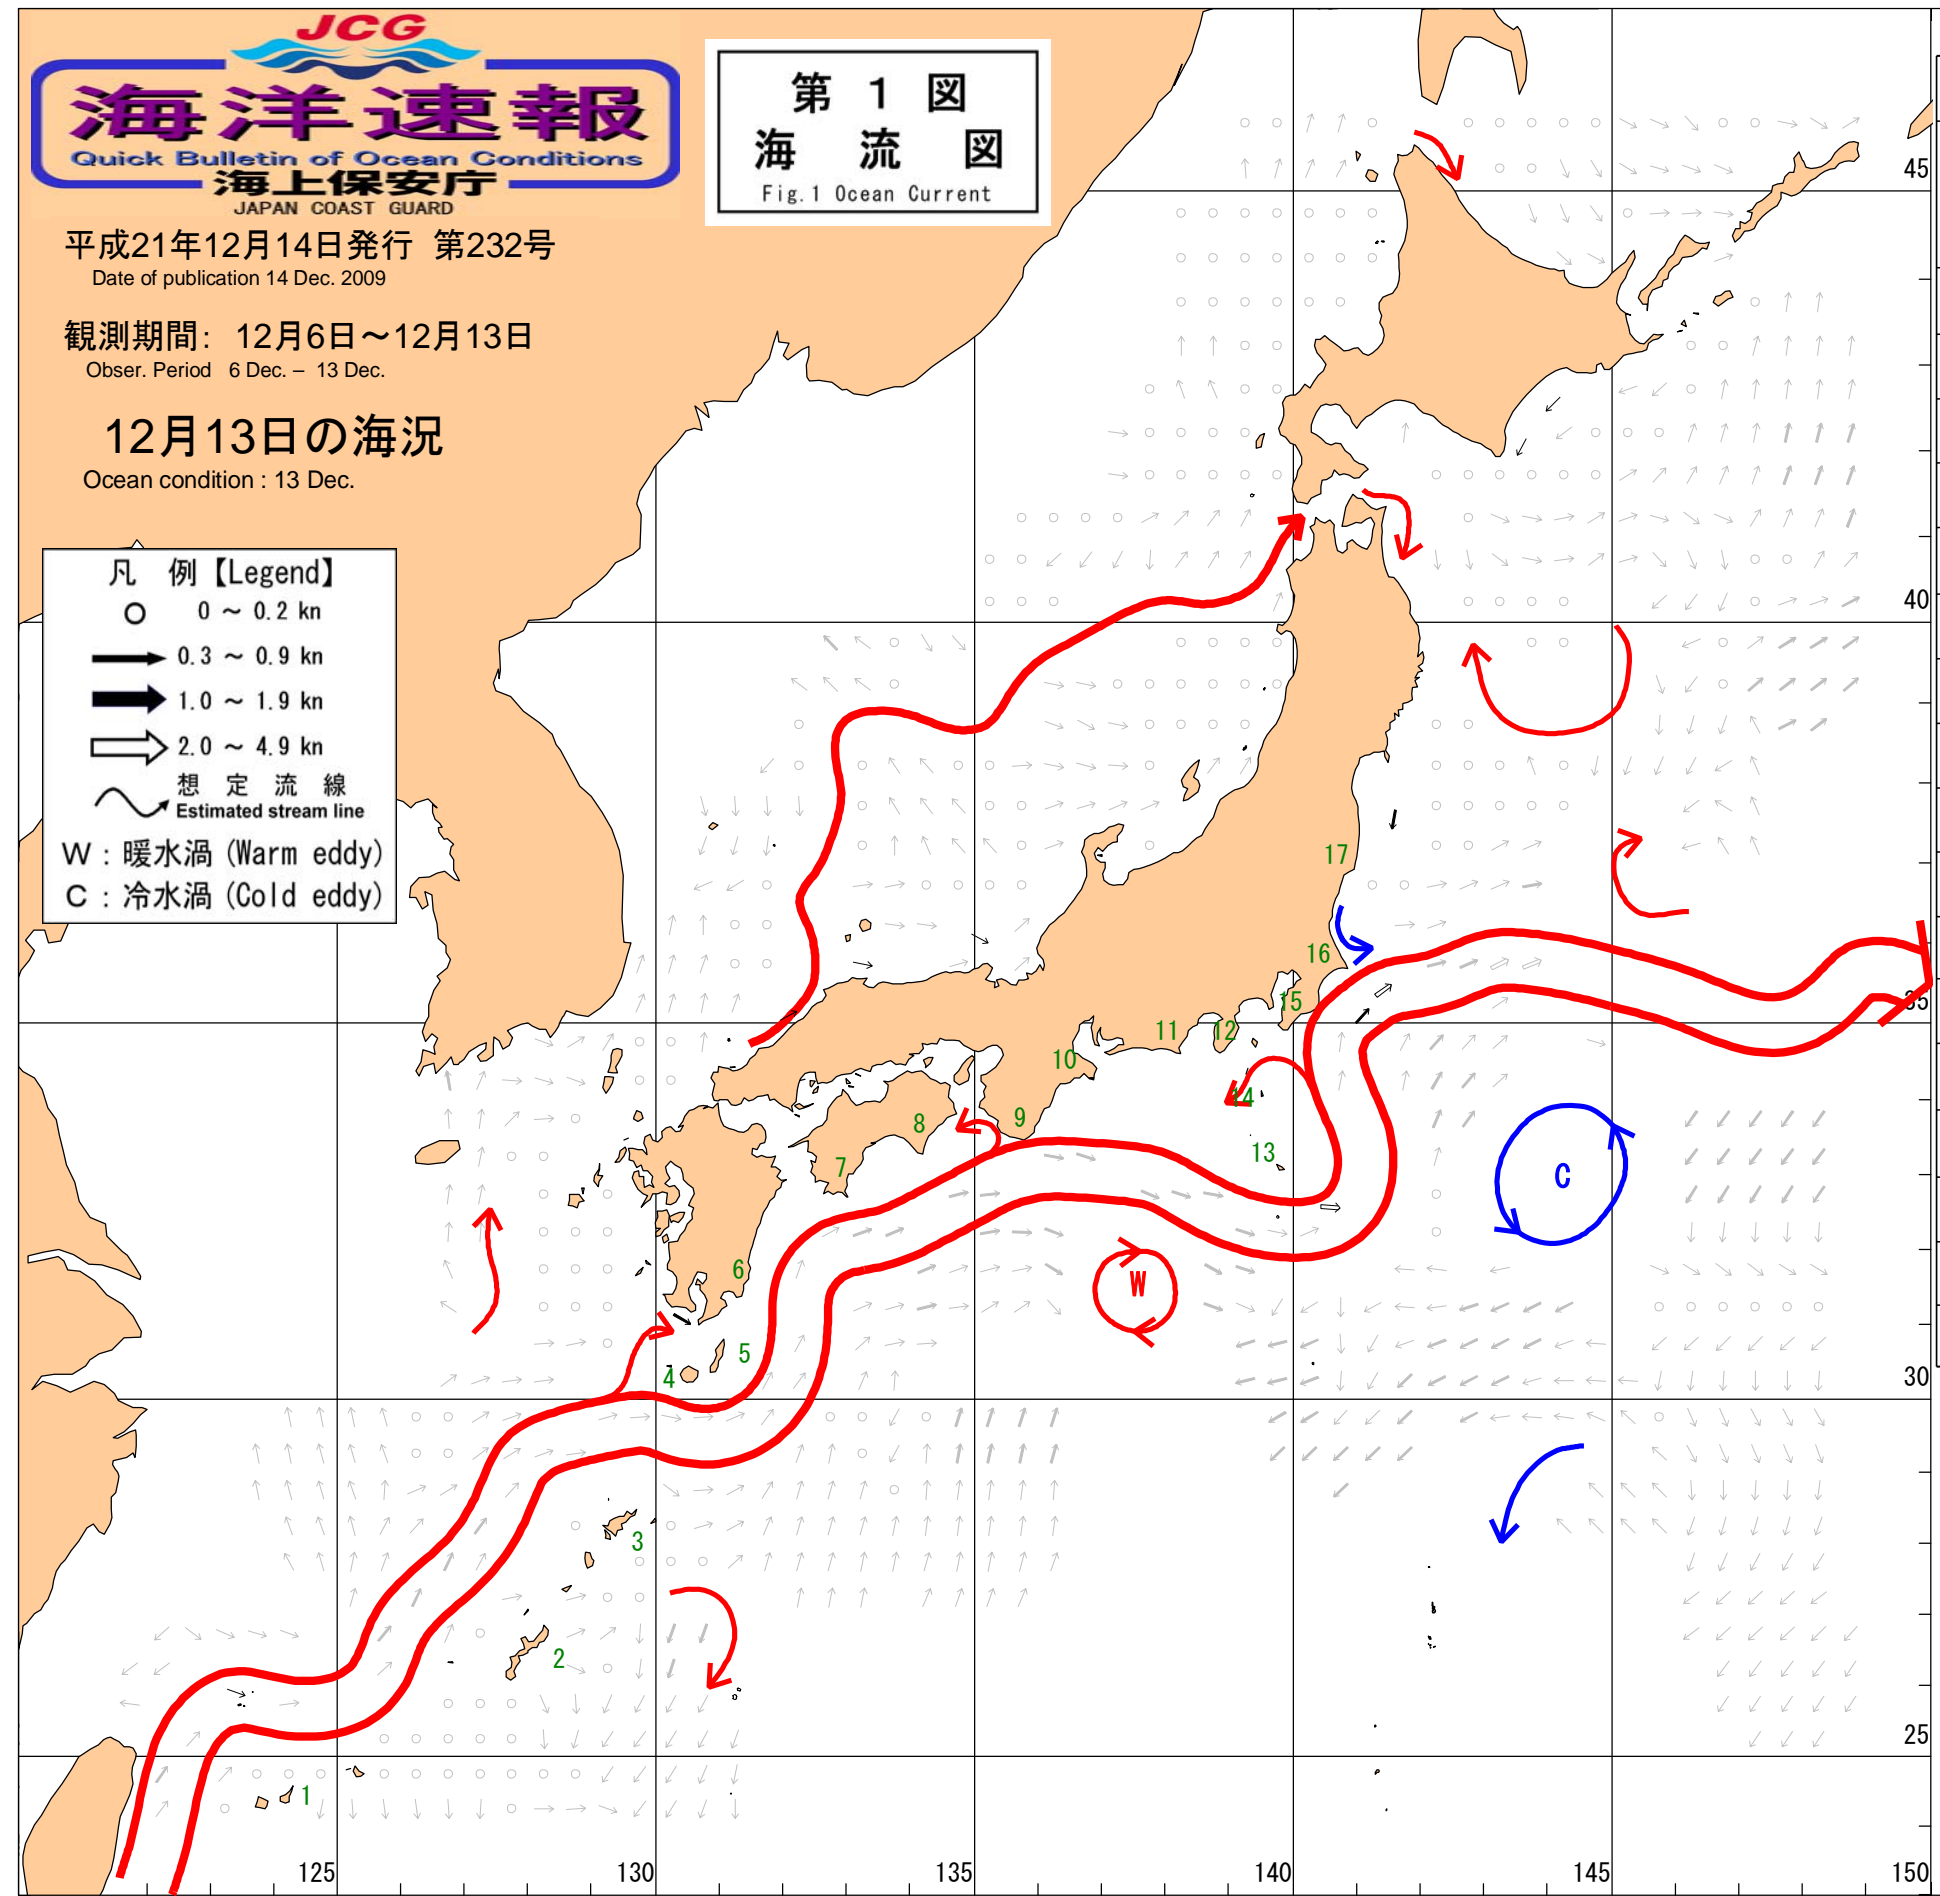 JCG
海洋速報
Quick Bulletin of Ocean Conditions
海上保安庁
JAPAN COAST GUARD
第 1 図
海 流 図
Fig.1 Ocean Current
平成21年12月14日発行 第232号
Date of publication 14 Dec. 2009
観測期間: 12月6日～12月13日
Obser. Period 6 Dec. – 13 Dec.
12月13日の海況
Ocean condition : 13 Dec.
凡 例【Legend】
0 ～ 0.2 kn
0.3 ～ 0.9 kn
1.0 ～ 1.9 kn
2.0 ～ 4.9 kn
想 定 流 線
Estimated stream line
W : 暖水渦 (Warm eddy)
C : 冷水渦 (Cold eddy)
45
40
17
16
35
15
12
11
10
14
9
8
13
7
C
W
6
5
4
30
3
2
25
1
125
130
135
140
145
150